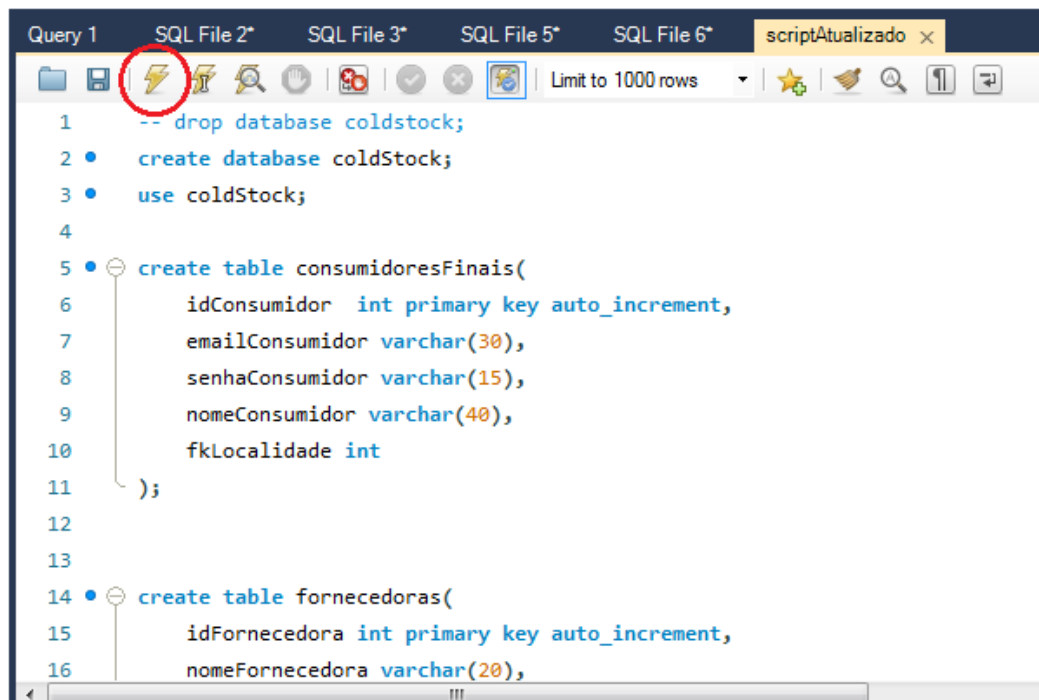 Query 1 SQL File 2* SQL File 3* SQL File 5* SQL File 6* scriptAtualizado ×
Limit to 1000 rows
1 -- drop database coldstock;
2 create database coldStock;
3 use coldStock;
4
5 create table consumidoresFinais(
6 idConsumidor  int primary key auto_increment,
7 emailConsumidor varchar(30),
8 senhaConsumidor varchar(15),
9 nomeConsumidor varchar(40),
10 fkLocalidade int
11 );
12
13
14 create table fornecedoras(
15 idFornecedora int primary key auto_increment,
16 nomeFornecedora varchar(20),